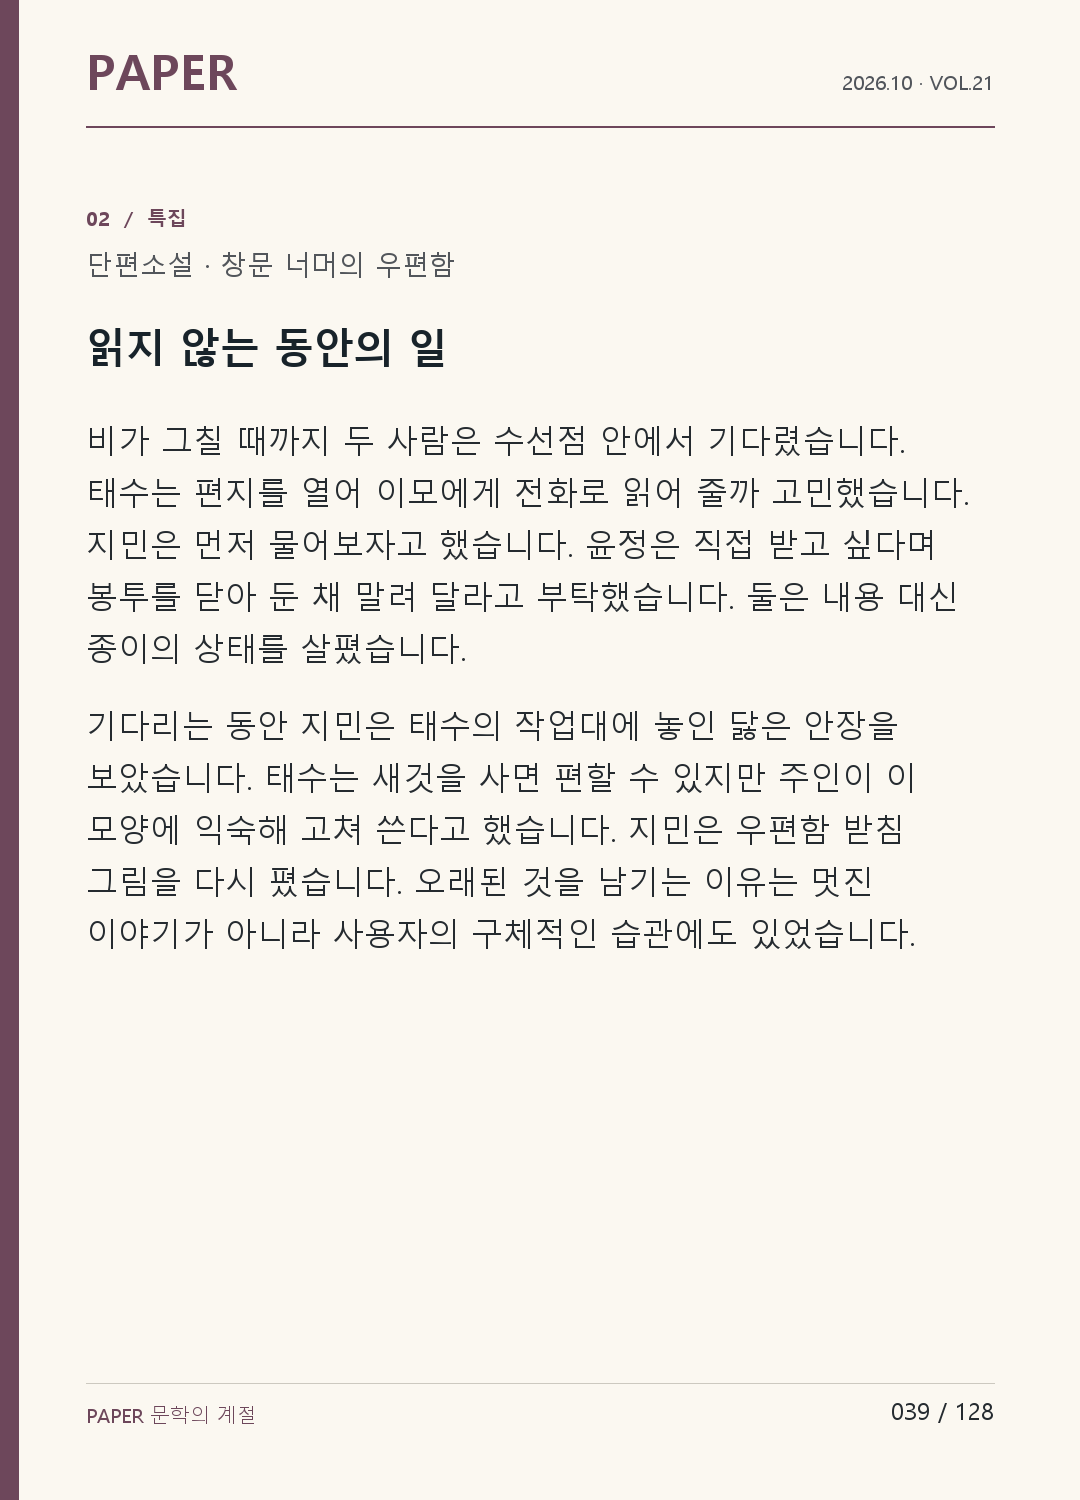 PAPER
2026.10 · VOL.21
02 / 특집
단편소설 · 창문 너머의 우편함
읽지 않는 동안의 일
비가 그칠 때까지 두 사람은 수선점 안에서 기다렸습니다.
태수는 편지를 열어 이모에게 전화로 읽어 줄까 고민했습니다.
지민은 먼저 물어보자고 했습니다. 윤정은 직접 받고 싶다며
봉투를 닫아 둔 채 말려 달라고 부탁했습니다. 둘은 내용 대신
종이의 상태를 살폈습니다.
기다리는 동안 지민은 태수의 작업대에 놓인 닳은 안장을
보았습니다. 태수는 새것을 사면 편할 수 있지만 주인이 이
모양에 익숙해 고쳐 쓴다고 했습니다. 지민은 우편함 받침
그림을 다시 폈습니다. 오래된 것을 남기는 이유는 멋진
이야기가 아니라 사용자의 구체적인 습관에도 있었습니다.
PAPER 문학의 계절
039 / 128